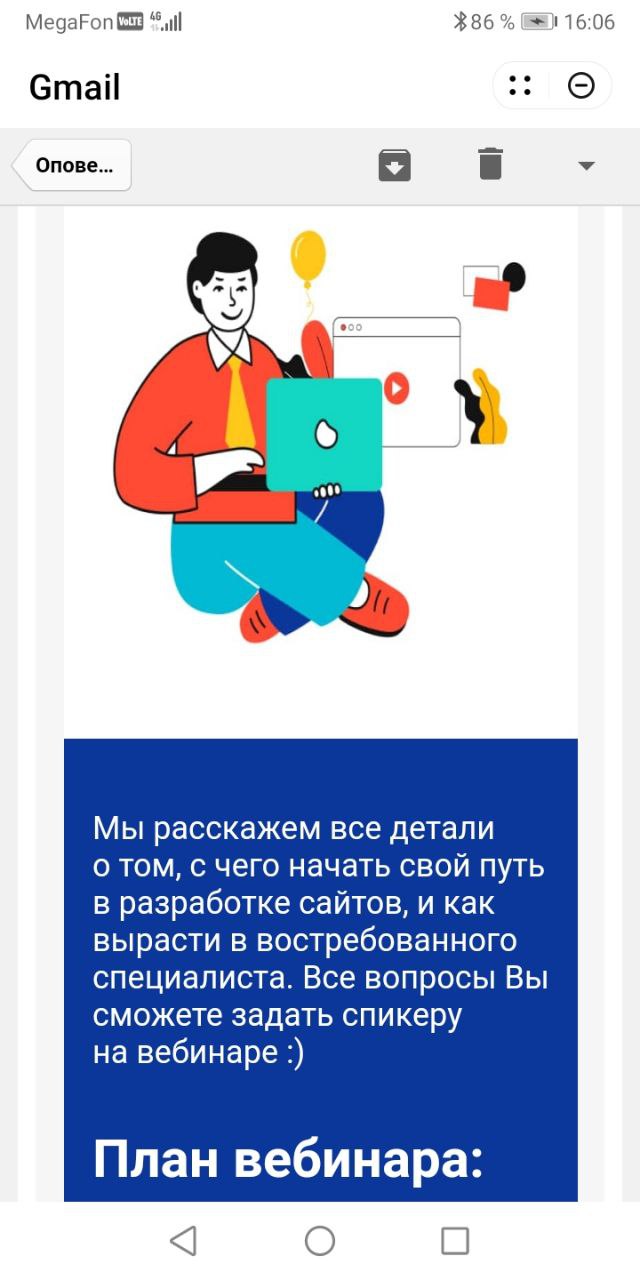 MegaFon VoLTE 4G 86 % 16:06
Gmail
Опове...
Мы расскажем все детали
о том, с чего начать свой путь
в разработке сайтов, и как
вырасти в востребованного
специалиста. Все вопросы Вы
сможете задать спикеру
на вебинаре :)
План вебинара: